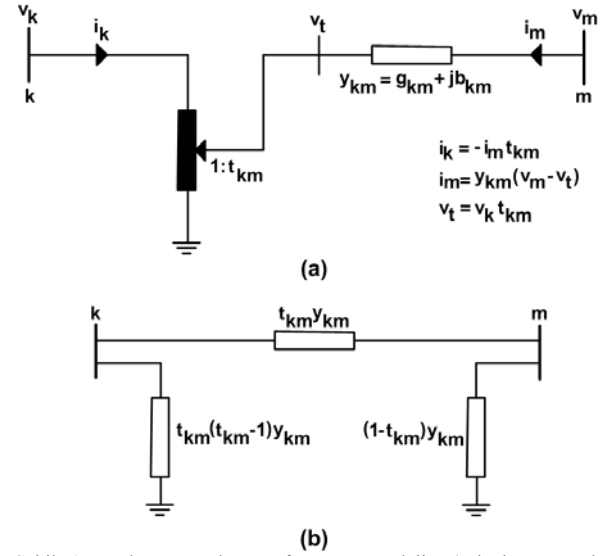 v_k
i_k
v_t
i_m
v_m
k
y_km = g_km + jb_km
m
1:t_km
i_k = -i_m t_km
i_m = y_km(v_m - v_t)
v_t = v_k t_km
(a)
k
t_km y_km
m
t_km(t_km-1)y_km
(1-t_km)y_km
(b)